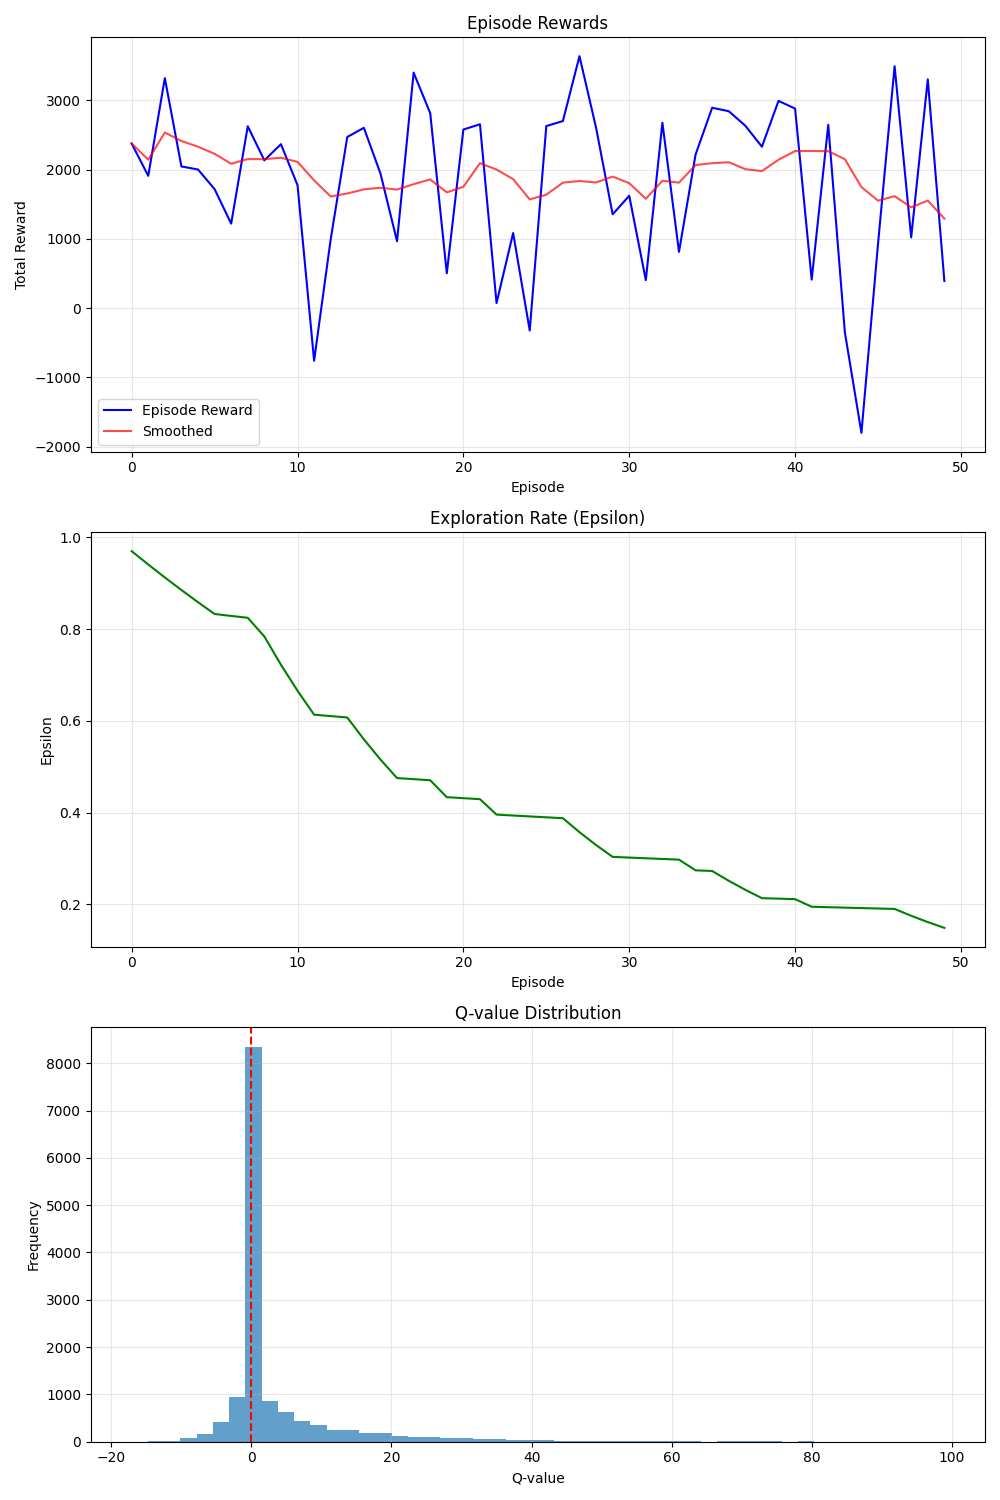 Episode Rewards
Total Reward
3000
2000
1000
0
−1000
−2000
Episode Reward
Smoothed
0 10 20 30 40 50
Episode
Exploration Rate (Epsilon)
Epsilon
1.0
0.8
0.6
0.4
0.2
0 10 20 30 40 50
Episode
Q-value Distribution
Frequency
8000
7000
6000
5000
4000
3000
2000
1000
0
−20 0 20 40 60 80 100
Q-value